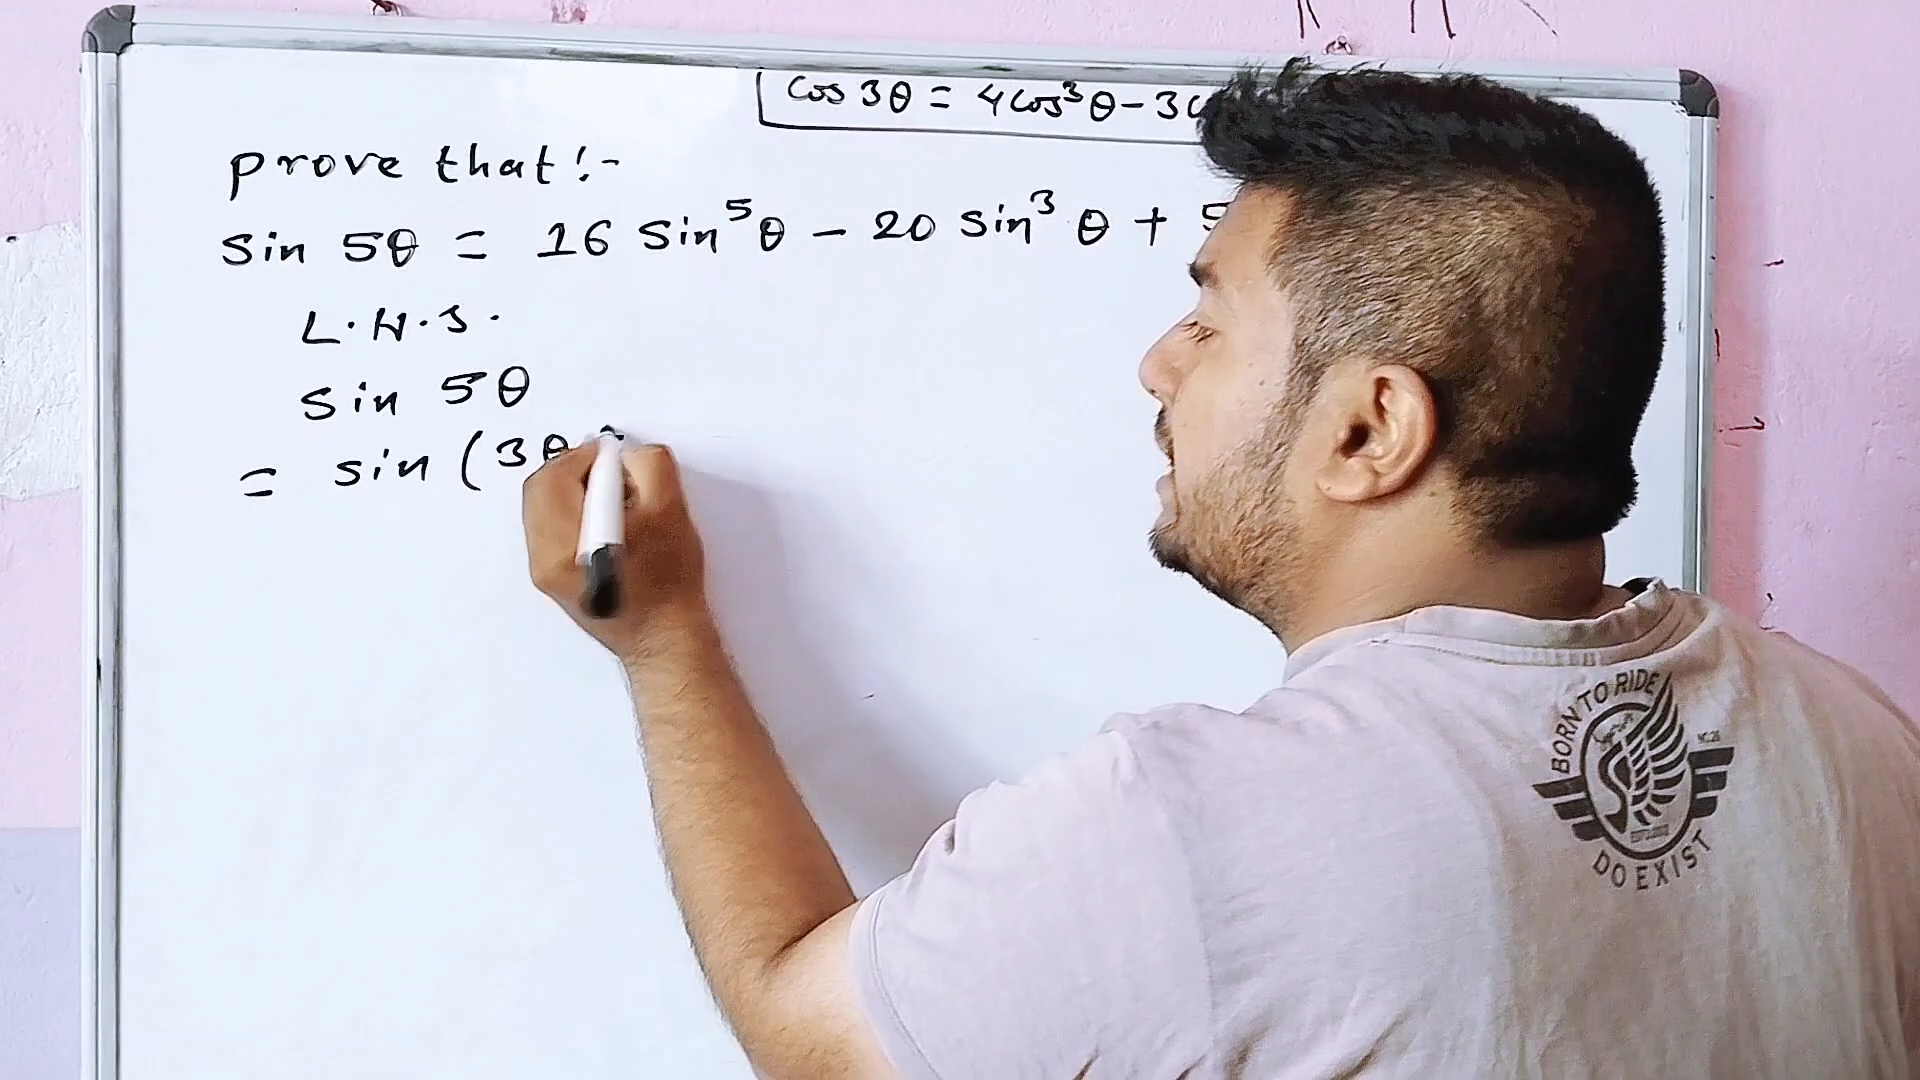 cos 3θ = 4cos³θ - 3c
prove that :-
sin 5θ = 16 sin⁵θ - 20 sin³θ + 5
L.H.S.
sin 5θ
= sin (3θ
BORN TO RIDE
DO EXIST